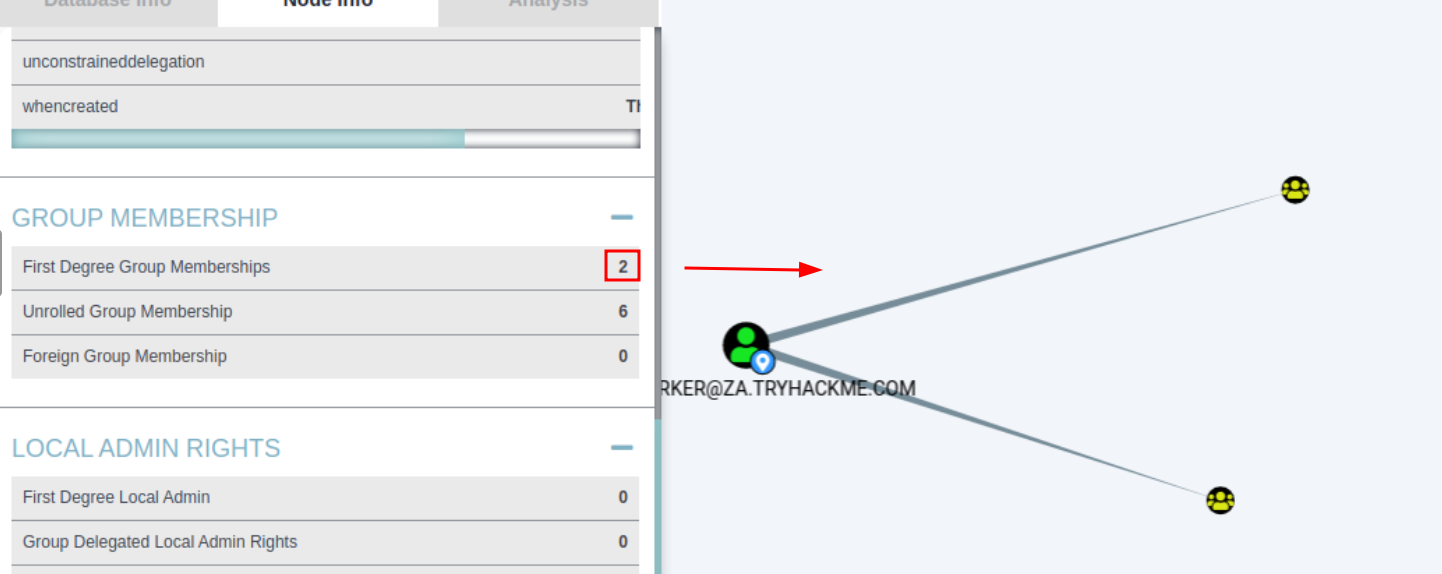 Database Info Node Info Analysis
unconstraineddelegation
whencreated Th
GROUP MEMBERSHIP
First Degree Group Memberships 2
Unrolled Group Membership 6
Foreign Group Membership 0
RKER@ZA.TRYHACKME.COM
LOCAL ADMIN RIGHTS
First Degree Local Admin 0
Group Delegated Local Admin Rights 0